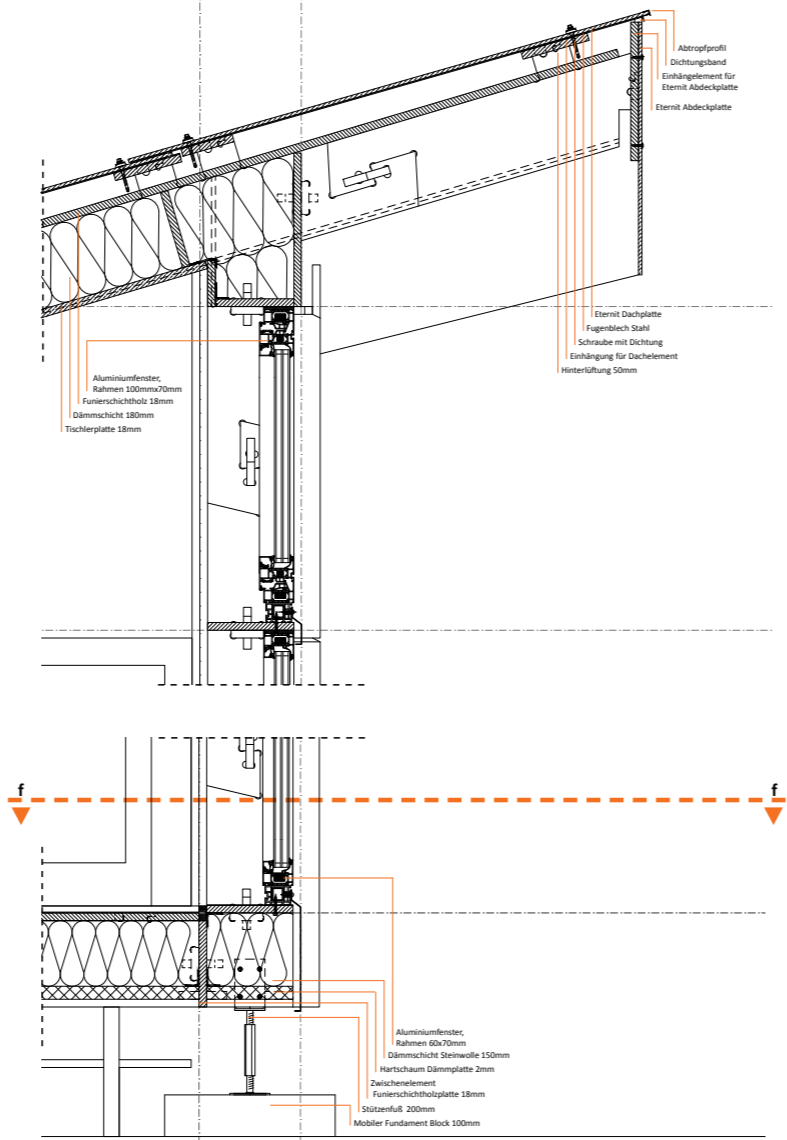 Abtropfprofil
Dichtungsband
Einhängelement für
Eternit Abdeckplatte
Eternit Abdeckplatte
Eternit Dachplatte
Fugenblech Stahl
Schraube mit Dichtung
Einhängung für Dachelement
Hinterlüftung 50mm
Aluminiumfenster,
Rahmen 100mmx70mm
Funierschichtholz 18mm
Dämmschicht 180mm
Tischlerplatte 18mm
f f
Aluminiumfenster,
Rahmen 60x70mm
Dämmschicht Steinwolle 150mm
Hartschaum Dämmplatte 2mm
Zwischenelement
Funierschichtholzplatte 18mm
Stützenfuß 200mm
Mobiler Fundament Block 100mm